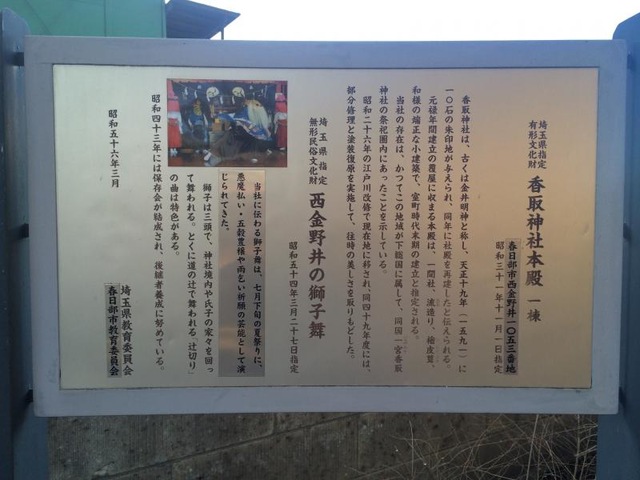 埼玉県指定
有形文化財
香取神社本殿 一棟
春日部市西金野井一〇五三番地
昭和三十一年十一月一日指定
香取神社は、古くは金井明神と称し、天正十九年（一五九一）に
一〇石の朱印地が与えられ、同年に社殿を再建したと伝えられる。
元禄年間建立の覆屋に収まる本殿は、一間社、流造り、檜皮葺、
和様の端正な小建築で、室町時代末期の建立と推定される。
当社の存在は、かつてこの地域が下総国に属して、同国一宮香取
神社の祭祀圏内にあったことを示している。
昭和二十六年の江戸川改修で現在地に移され、同四十九年度には、
部分修理と塗装復原を実施して、往時の美しさを取りもどした。
埼玉県指定
無形民俗文化財
西金野井の獅子舞
昭和五十四年三月二十七日指定
当社に伝わる獅子舞は、七月下旬の夏祭りに、
悪魔払い・五穀豊穣や雨乞い祈願の芸能として演
じられてきた。
獅子は三頭で、神社境内や氏子の家々を回っ
て舞われる。とくに道の辻で舞われる「辻切り」
の曲は特色がある。
昭和四十三年には保存会が結成され、後継者養成に努めている。
昭和五十六年三月
埼玉県教育委員会
春日部市教育委員会